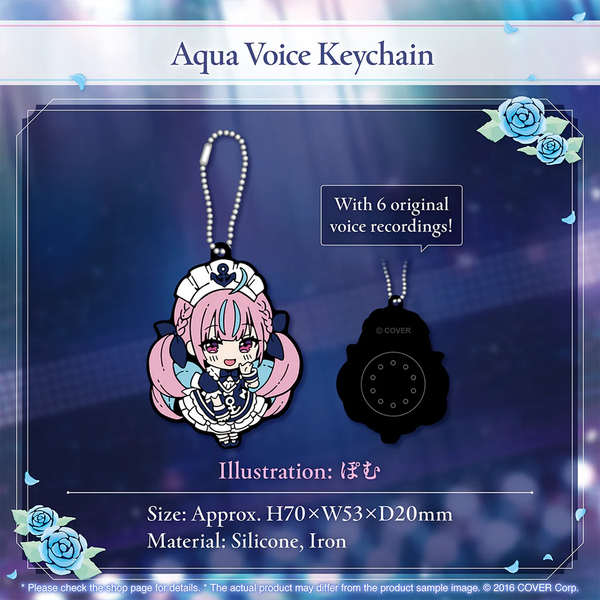 Aqua Voice Keychain
With 6 original
voice recordings!
© COVER
Illustration: ぽむ
Size: Approx. H70×W53×D20mm
Material: Silicone, Iron
* Please check the shop page for details. * The actual product may differ from the product sample image. © 2016 COVER Corp.